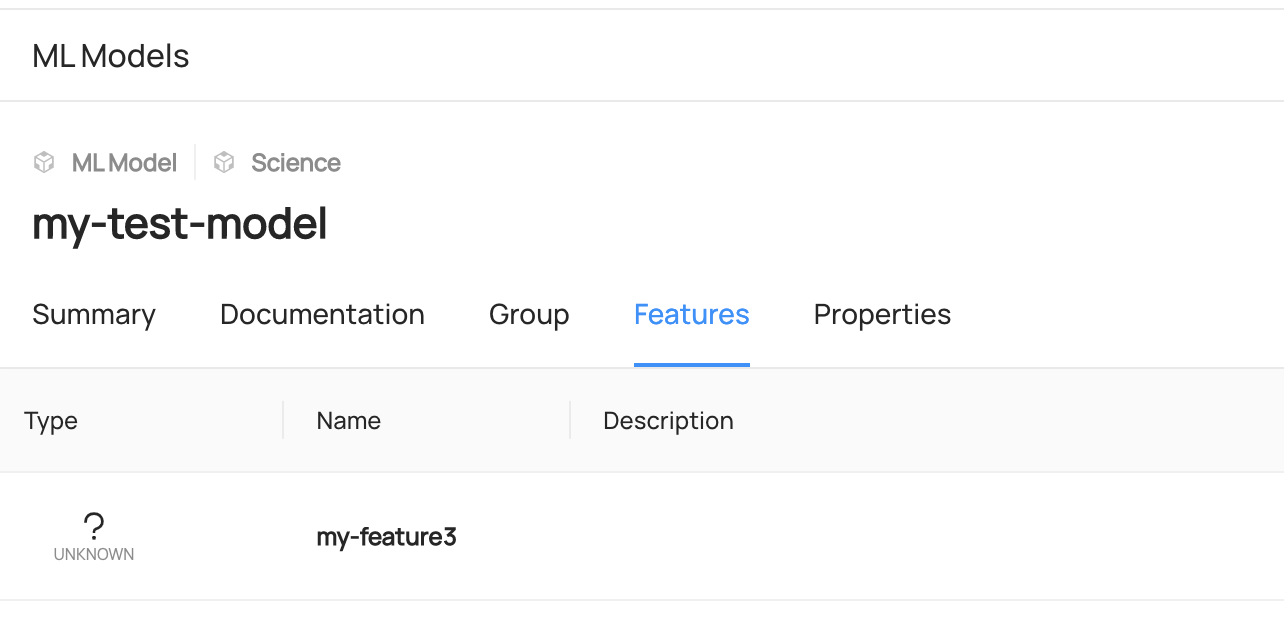 ML Models
ML Model Science
my-test-model
Summary Documentation Group Features Properties
Type Name Description
?
UNKNOWN
my-feature3